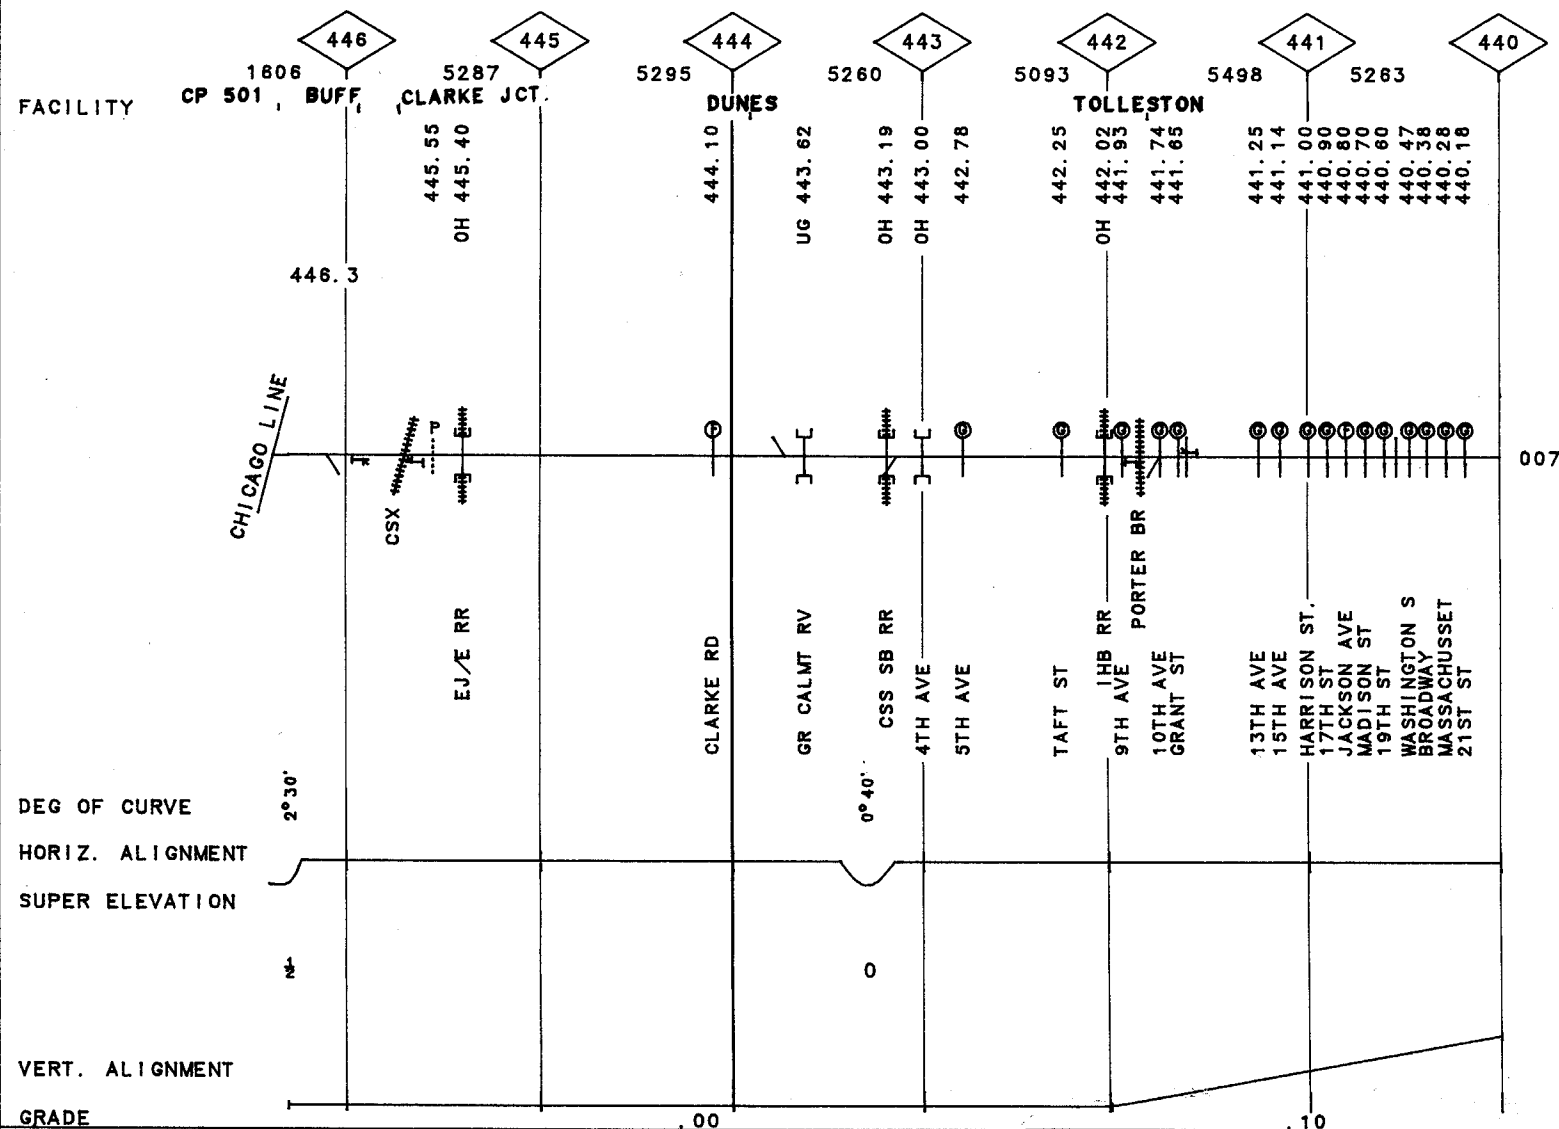 446 445 444 443 442 441 440
1606 5287 5295 5260 5093 5498 5263
FACILITY CP 501 BUFF CLARKE JCT. DUNES TOLLESTON
445.55
OH 445.40
444.10
UG 443.62
OH 443.19
OH 443.00
442.78
442.25
OH 442.02
441.93
441.74
441.65
441.25
441.14
441.00
440.90
440.80
440.70
440.60
440.47
440.38
440.28
440.18
446.3
CHICAGO LINE
CSX
P
007
EJ/E RR
CLARKE RD
GR CALMT RV
CSS SB RR
4TH AVE
5TH AVE
TAFT ST
IHB RR
9TH AVE
PORTER BR
10TH AVE
GRANT ST
13TH AVE
15TH AVE
HARRISON ST.
17TH ST
JACKSON AVE
MADISON ST
19TH ST
WASHINGTON S
BROADWAY
MASSACHUSSET
21ST ST
DEG OF CURVE 2°30' 0°40'
HORIZ. ALIGNMENT
SUPER ELEVATION
½ 0
VERT. ALIGNMENT
GRADE .00 .10